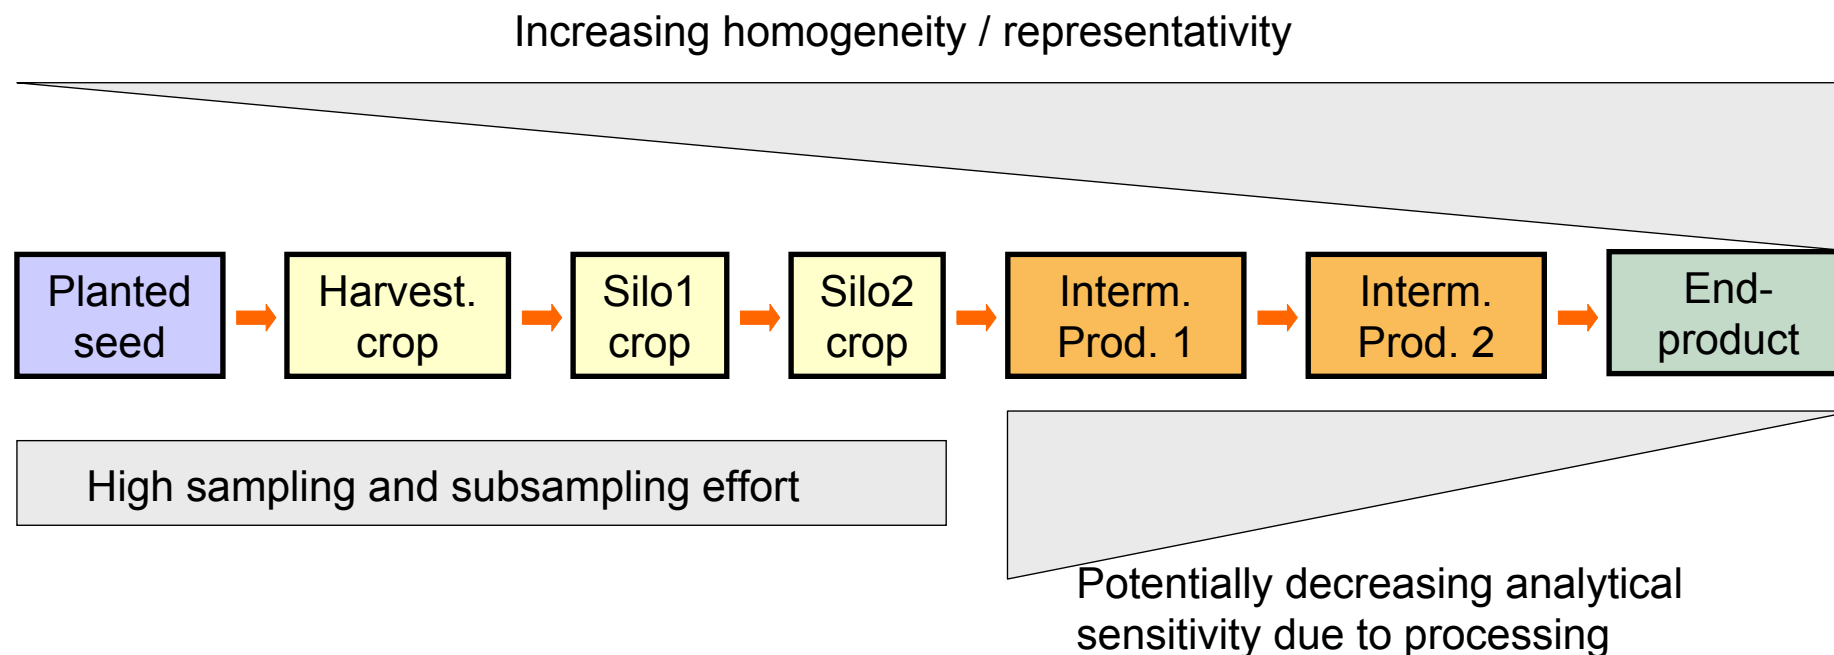 Increasing homogeneity / representativity
Planted
seed
Harvest.
crop
Silo1
crop
Silo2
crop
Interm.
Prod. 1
Interm.
Prod. 2
End-
product
High sampling and subsampling effort
Potentially decreasing analytical
sensitivity due to processing